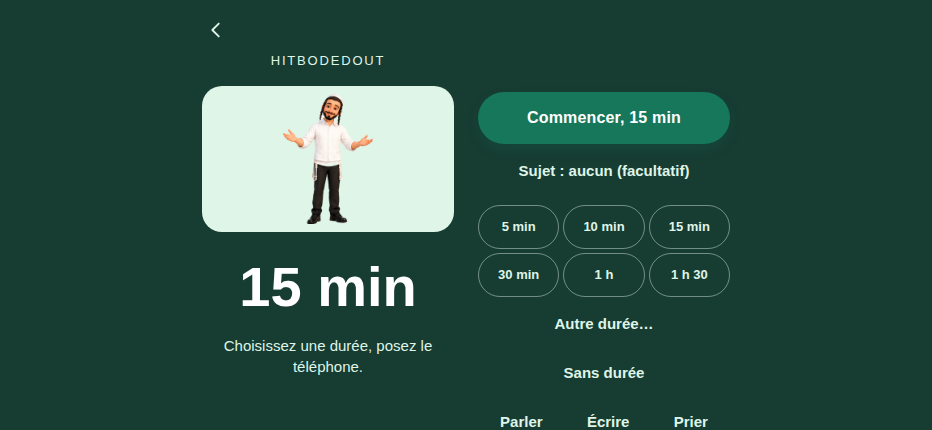 HITBODEDOUT
15 min
Choisissez une durée, posez le
téléphone.
Commencer, 15 min
Sujet : aucun (facultatif)
5 min 10 min 15 min
30 min 1 h 1 h 30
Autre durée…
Sans durée
Parler Écrire Prier